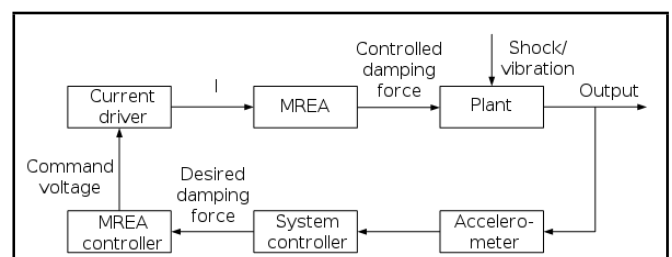 Controlled
damping
force
Shock/
vibration
Output
Current
driver
I
MREA
Plant
Command
voltage
Desired
damping
force
MREA
controller
System
controller
Accelero-
meter